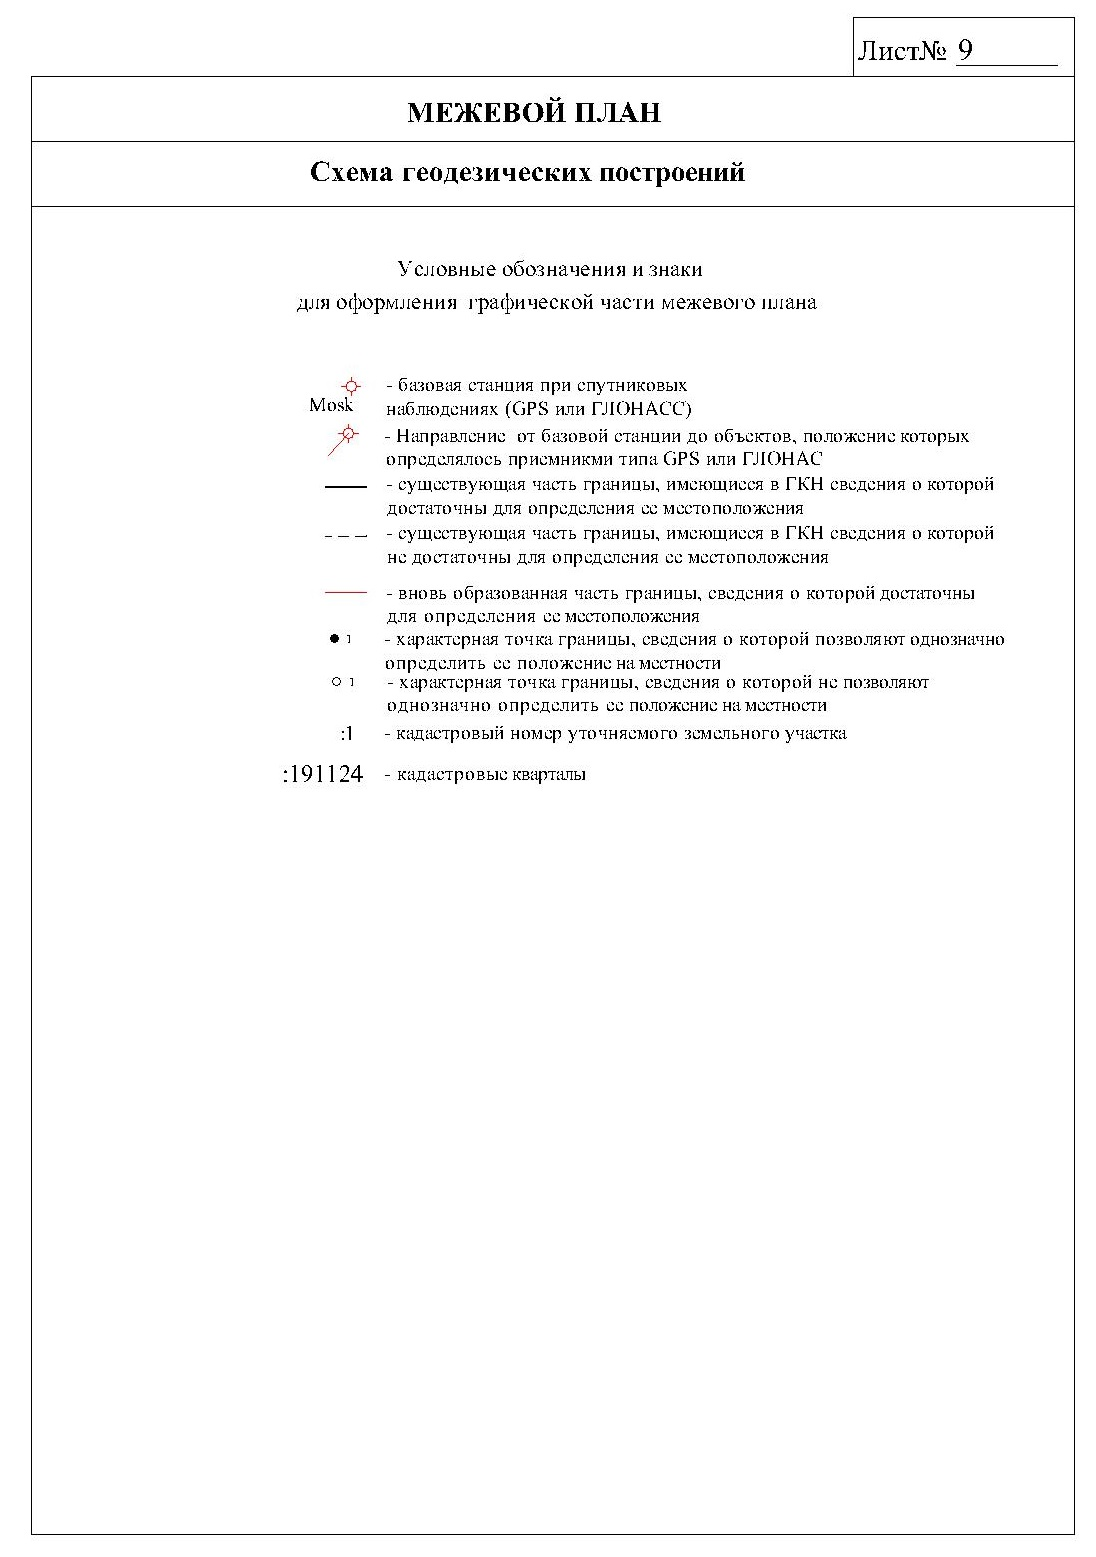 Лист№ 9
МЕЖЕВОЙ ПЛАН
Схема геодезических построений
Условные обозначения и знаки
для оформления графической части межевого плана
- базовая станция при спутниковых
Mosk наблюдениях (GPS или ГЛОНАСС)
- Направление от базовой станции до объектов, положение которых
определялось приемникми типа GPS или ГЛОНАС
- существующая часть границы, имеющиеся в ГКН сведения о которой
достаточны для определения ее местоположения
- существующая часть границы, имеющиеся в ГКН сведения о которой
не достаточны для определения ее местоположения
- вновь образованная часть границы, сведения о которой достаточны
для определения ее местоположения
1 - характерная точка границы, сведения о которой позволяют однозначно
определить ее положение на местности
1 - характерная точка границы, сведения о которой не позволяют
однозначно определить ее положение на местности
:1 - кадастровый номер уточняемого земельного участка
:191124 - кадастровые кварталы